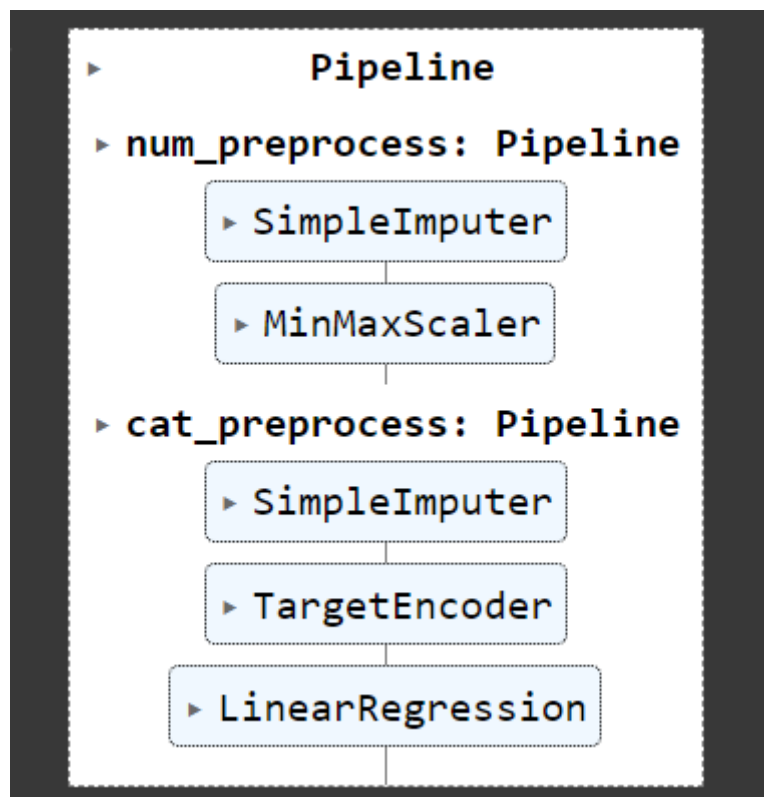 Pipeline
num_preprocess: Pipeline
SimpleImputer
MinMaxScaler
cat_preprocess: Pipeline
SimpleImputer
TargetEncoder
LinearRegression